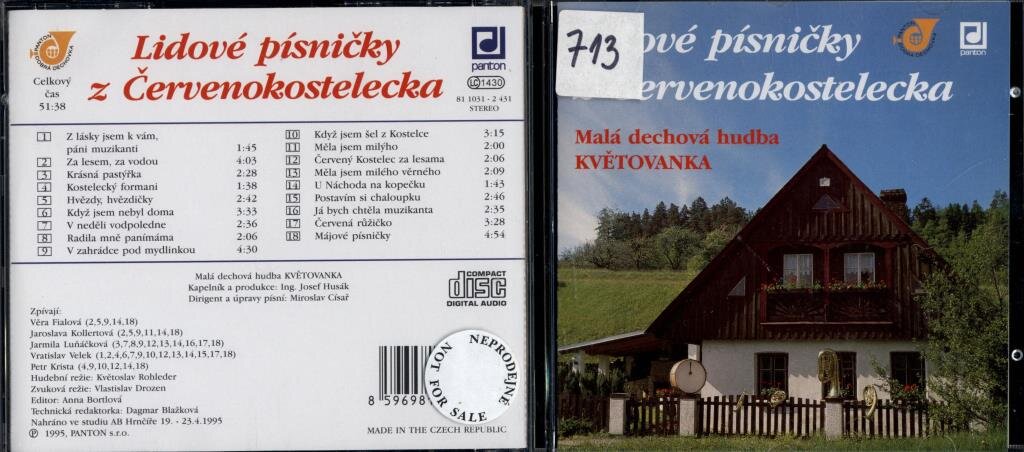 PANTON
DOBRÁ DECHOVKA
Celkový
čas
51:38
Lidové písničky
z Červenokostelecka
panton
LC 1430
81 1031 - 2 431
STEREO
1 Z lásky jsem k vám,
páni muzikanti 1:45
2 Za lesem, za vodou 4:03
3 Krásná pastýřka 2:28
4 Kostelecký formani 1:38
5 Hvězdy, hvězdičky 2:42
6 Když jsem nebyl doma 3:33
7 V neděli vodpoledne 2:36
8 Radila mně panímáma 2:06
9 V zahrádce pod mydlinkou 4:30
10 Když jsem šel z Kostelce 3:15
11 Měla jsem milýho 2:00
12 Červený Kostelec za lesama 2:06
13 Měla jsem milého věrného 2:09
14 U Náchoda na kopečku 1:43
15 Postavím si chaloupku 2:46
16 Já bych chtěla muzikanta 2:35
17 Červená růžičko 3:28
18 Májové písničky 4:54
Malá dechová hudba KVĚTOVANKA
Kapelník a produkce: Ing. Josef Husák
Dirigent a úpravy písní: Miroslav Císař
COMPACT
disc
DIGITAL AUDIO
Zpívají:
Věra Fialová (2,5,9,14,18)
Jaroslava Kollertová (2,5,9,11,14,18)
Jarmila Luňáčková (3,7,8,9,12,13,14,16,17,18)
Vratislav Velek (1,2,4,6,7,9,10,12,13,14,15,17,18)
Petr Krista (4,9,10,12,14,18)
Hudební režie: Květoslav Rohleder
Zvuková režie: Vlastislav Drozen
Editor: Anna Bortlová
Technická redaktorka: Dagmar Blažková
Nahráno ve studiu AB Hrnčíře 19. - 23.4.1995
℗ 1995, PANTON s.r.o.
8 59698
NEPRODEJNÉ
NOT FOR SALE
MADE IN THE CZECH REPUBLIC
713
ové písničky
ervenokostelecka
PANTON
DOBRÁ DECHOVKA
panton
Malá dechová hudba
KVĚTOVANKA